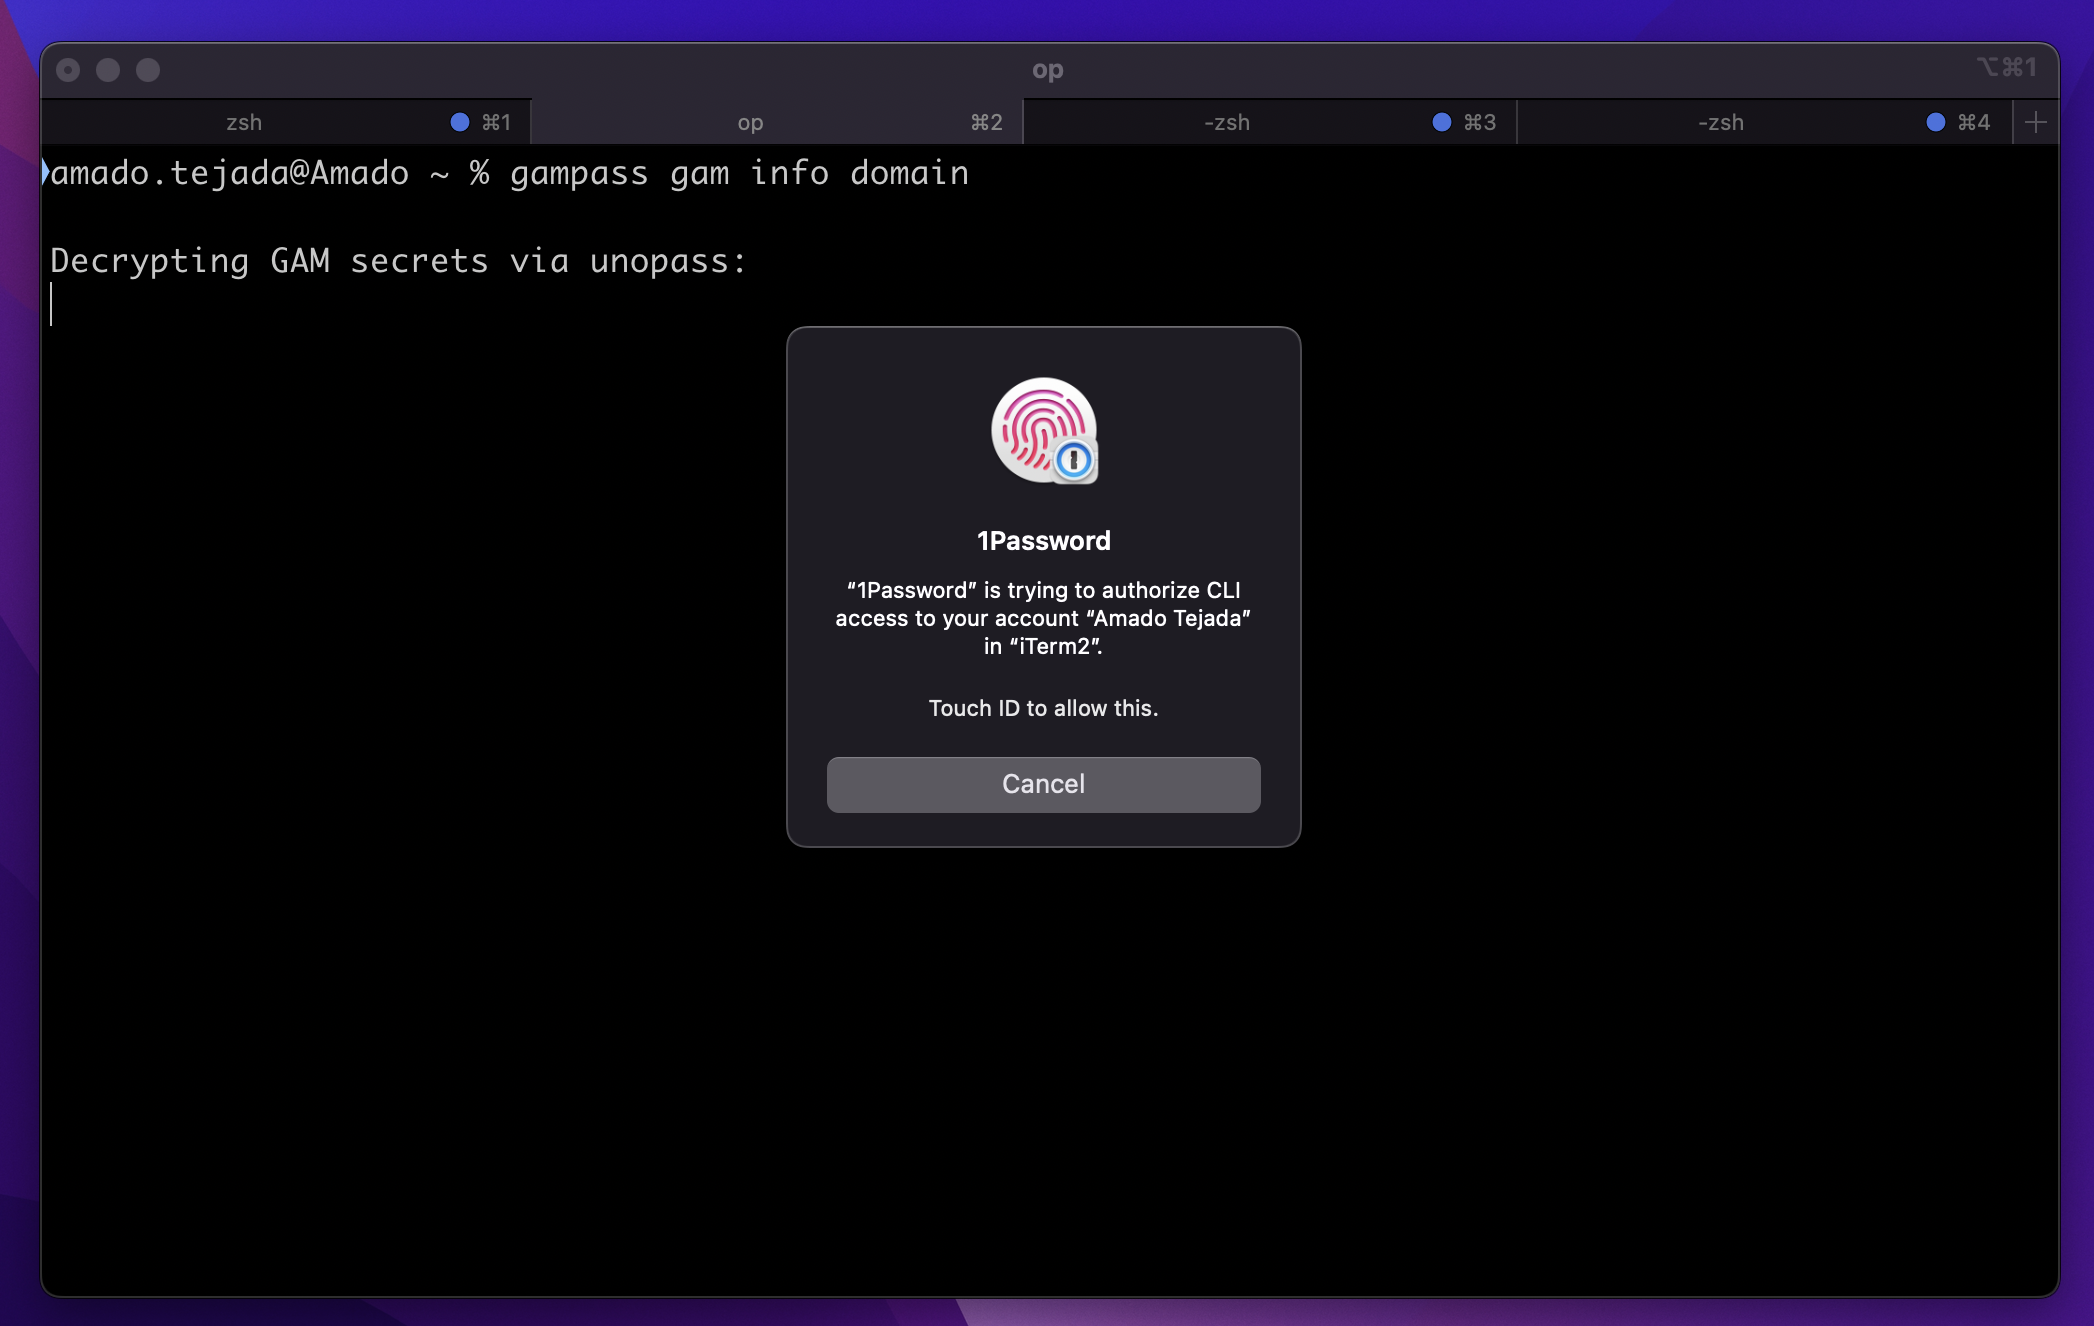 op
⌥⌘1
zsh ⌘1 op ⌘2 -zsh ⌘3 -zsh ⌘4
amado.tejada@Amado ~ % gampass gam info domain
Decrypting GAM secrets via unopass:
1Password
“1Password” is trying to authorize CLI
access to your account “Amado Tejada”
in “iTerm2”.
Touch ID to allow this.
Cancel